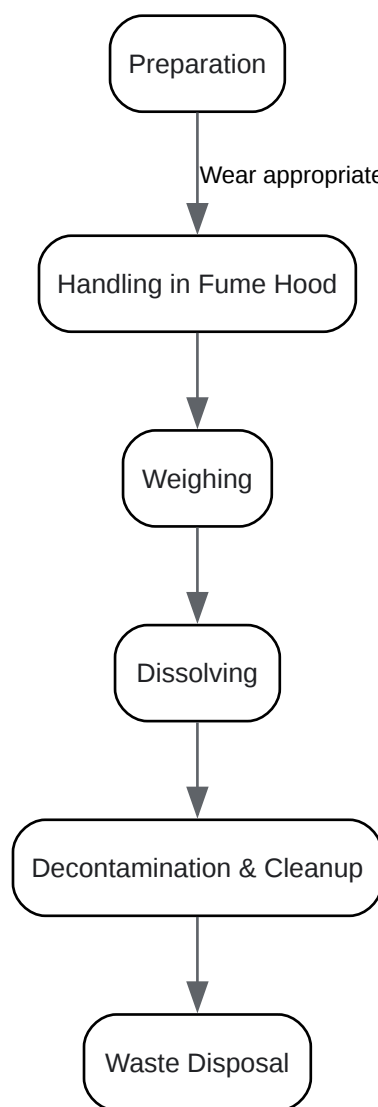 Preparation
Wear appropriate
Handling in Fume Hood
Weighing
Dissolving
Decontamination & Cleanup
Waste Disposal